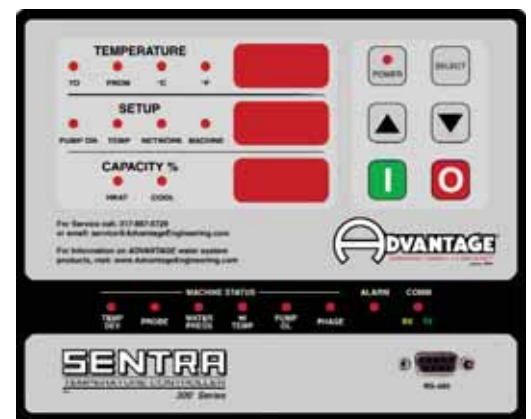 TEMPERATURE
TO FROM °C °F
SETUP
PUMP ON TEMP NETWORK MACHINE
CAPACITY %
HEAT COOL
POWER SELECT
I O
For Service call: 317-887-0729
or email: service@AdvantageEngineering.com
For Information on ADVANTAGE water system
products, visit: www.AdvantageEngineering.com
ADVANTAGE
MACHINE STATUS ALARM COMM
TEMP DEV PROBE WATER PRESS HI TEMP PUMP OL PHASE RX TX
SENTRA
TEMPERATURE CONTROLLER
300 Series
RS-485